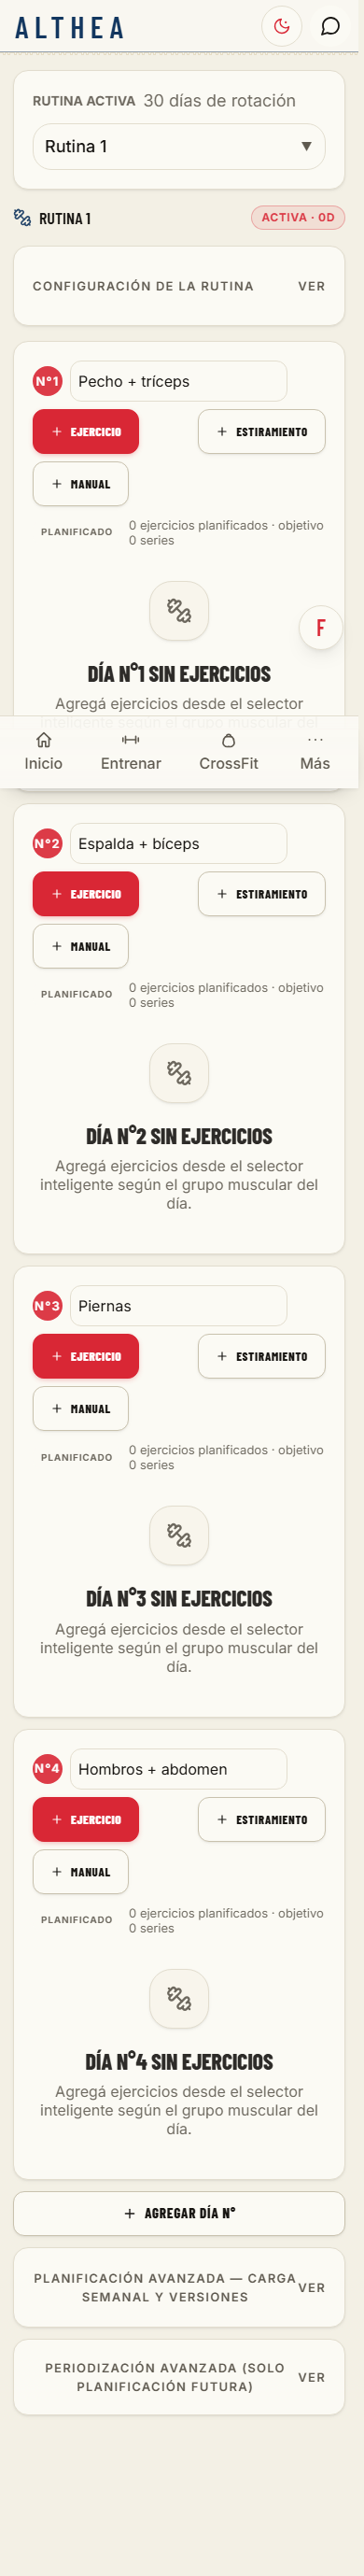 ALTHEA
RUTINA ACTIVA 30 días de rotación
Rutina 1
RUTINA 1
ACTIVA · 0D
CONFIGURACIÓN DE LA RUTINA VER
N°1 Pecho + tríceps
+ EJERCICIO + ESTIRAMIENTO
+ MANUAL
PLANIFICADO 0 ejercicios planificados · objetivo
0 series
F
DÍA N°1 SIN EJERCICIOS
Agregá ejercicios desde el selector
inteligente según el grupo muscular del
Inicio Entrenar CrossFit Más
N°2 Espalda + bíceps
+ EJERCICIO + ESTIRAMIENTO
+ MANUAL
PLANIFICADO 0 ejercicios planificados · objetivo
0 series
DÍA N°2 SIN EJERCICIOS
Agregá ejercicios desde el selector
inteligente según el grupo muscular del
día.
N°3 Piernas
+ EJERCICIO + ESTIRAMIENTO
+ MANUAL
PLANIFICADO 0 ejercicios planificados · objetivo
0 series
DÍA N°3 SIN EJERCICIOS
Agregá ejercicios desde el selector
inteligente según el grupo muscular del
día.
N°4 Hombros + abdomen
+ EJERCICIO + ESTIRAMIENTO
+ MANUAL
PLANIFICADO 0 ejercicios planificados · objetivo
0 series
DÍA N°4 SIN EJERCICIOS
Agregá ejercicios desde el selector
inteligente según el grupo muscular del
día.
+ AGREGAR DÍA N°
PLANIFICACIÓN AVANZADA — CARGA
SEMANAL Y VERSIONES
VER
PERIODIZACIÓN AVANZADA (SOLO
PLANIFICACIÓN FUTURA)
VER